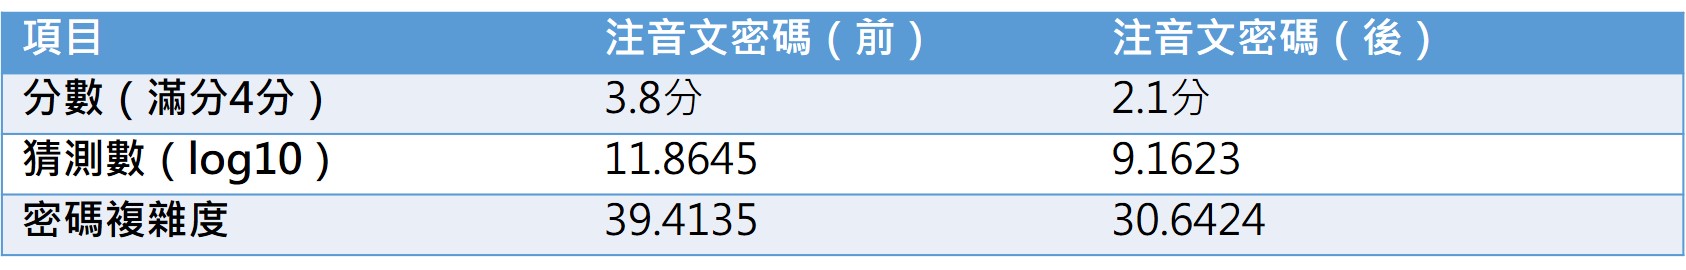 項目 注音文密碼（前） 注音文密碼（後）
分數（滿分4分） 3.8分 2.1分
猜測數（log10） 11.8645 9.1623
密碼複雜度 39.4135 30.6424